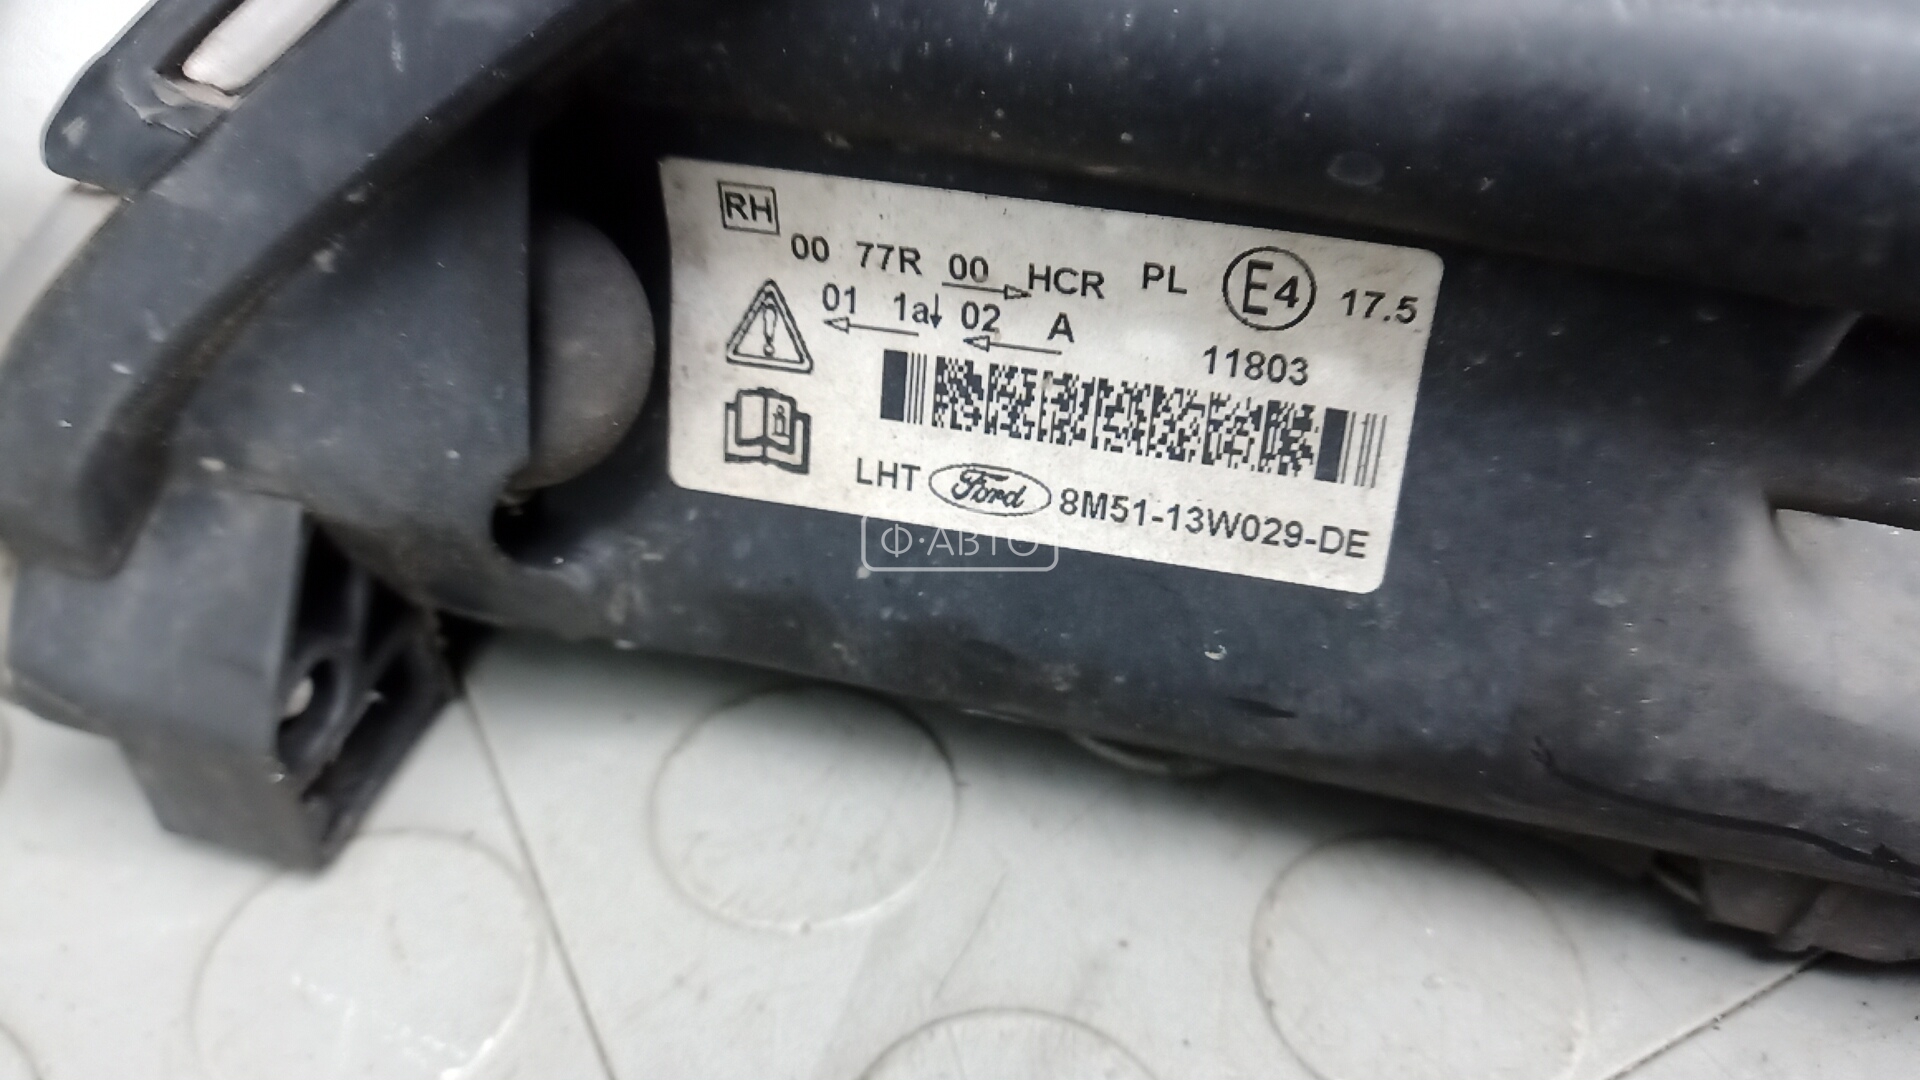 RH
00 77R 00 HCR PL E4 17.5
01 1a 02 A
11803
LHT Ford 8M51-13W029-DE
Ф·АВТО